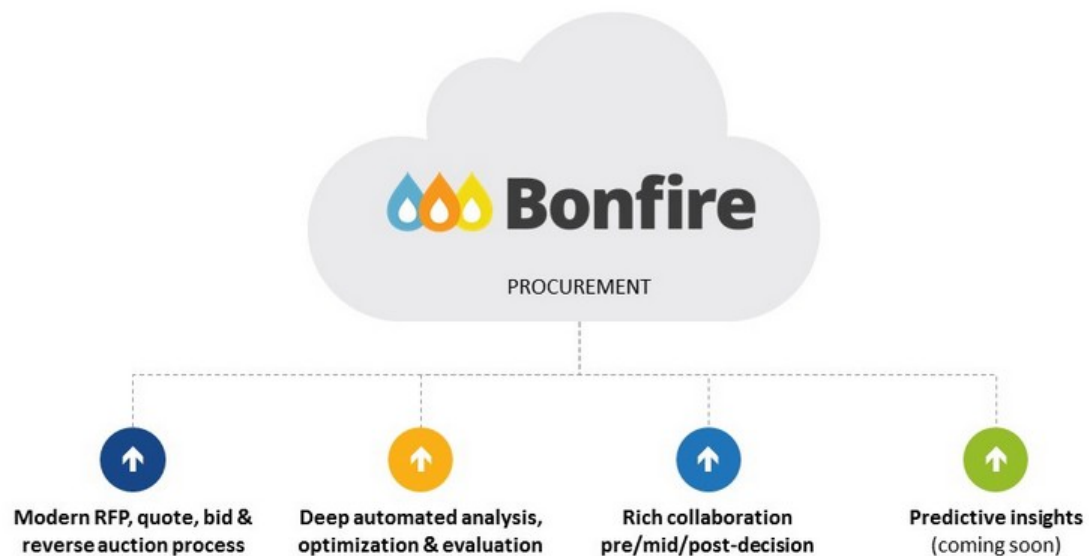 Bonfire
PROCUREMENT
Modern RFP, quote, bid &
reverse auction process
Deep automated analysis,
optimization & evaluation
Rich collaboration
pre/mid/post-decision
Predictive insights
(coming soon)